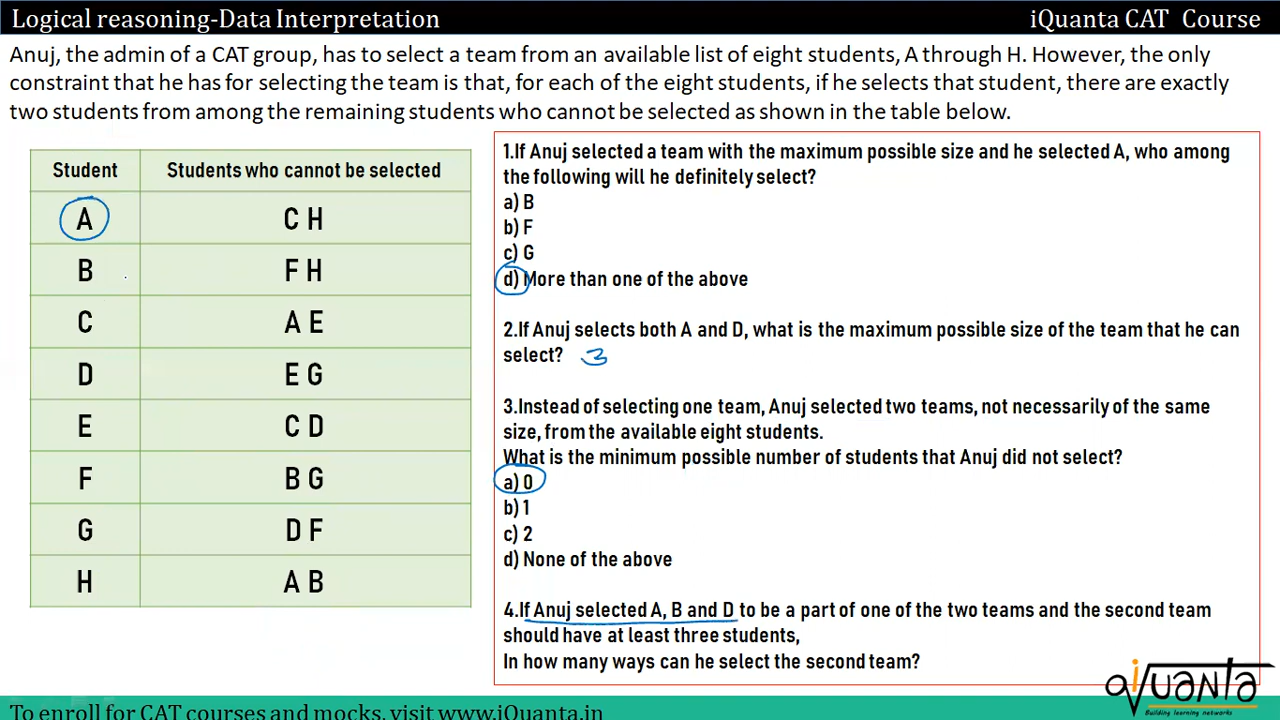 Logical reasoning-Data Interpretation
iQuanta CAT Course
Anuj, the admin of a CAT group, has to select a team from an available list of eight students, A through H. However, the only
constraint that he has for selecting the team is that, for each of the eight students, if he selects that student, there are exactly
two students from among the remaining students who cannot be selected as shown in the table below.
Student Students who cannot be selected
A C H
B F H
C A E
D E G
E C D
F B G
G D F
H A B
1.If Anuj selected a team with the maximum possible size and he selected A, who among
the following will he definitely select?
a) B
b) F
c) G
d) More than one of the above
2.If Anuj selects both A and D, what is the maximum possible size of the team that he can
select? 3
3.Instead of selecting one team, Anuj selected two teams, not necessarily of the same
size, from the available eight students.
What is the minimum possible number of students that Anuj did not select?
a) 0
b) 1
c) 2
d) None of the above
4.If Anuj selected A, B and D to be a part of one of the two teams and the second team
should have at least three students,
In how many ways can he select the second team?
iQuanta
Building learning networks
To enroll for CAT courses and mocks, visit www.iQuanta.in